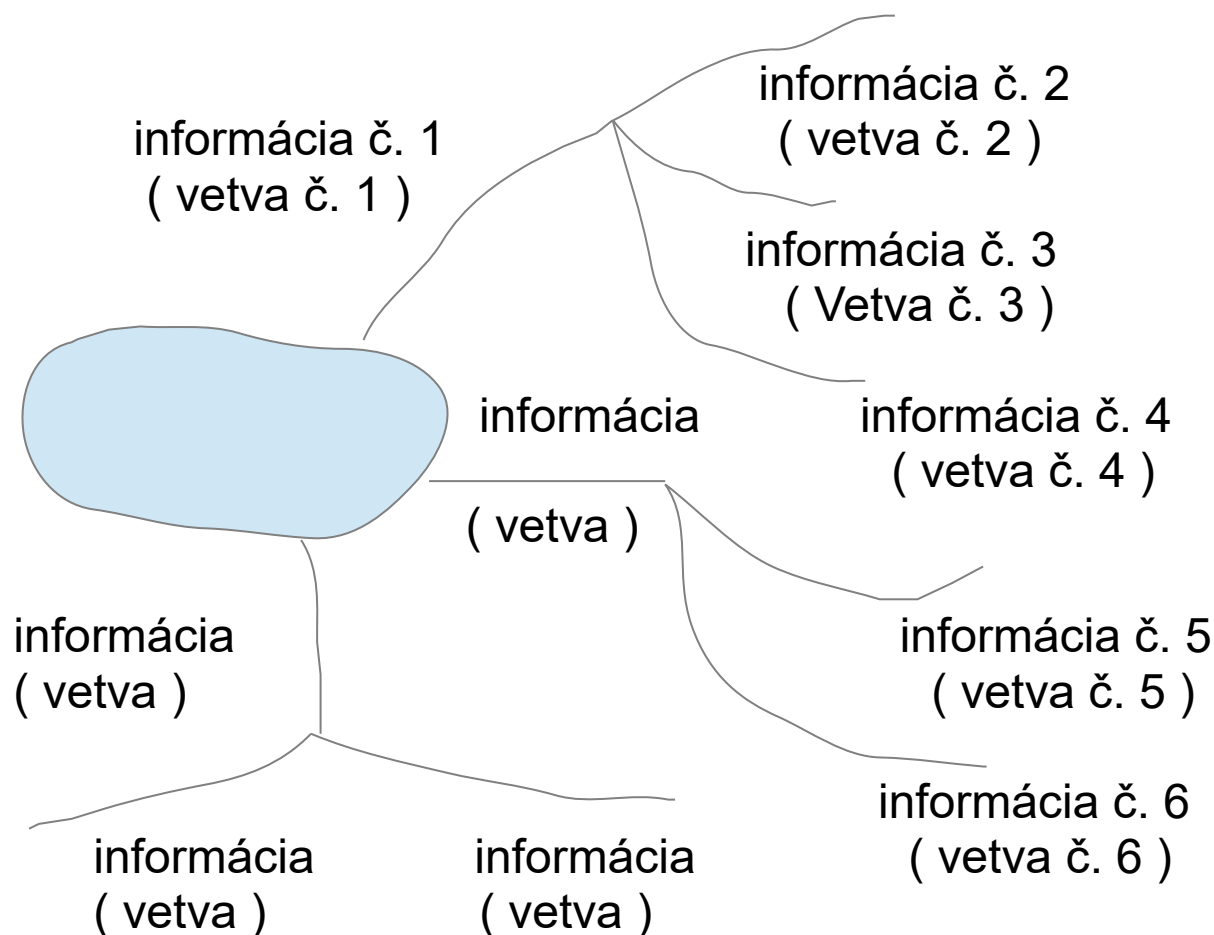 informácia č. 1
( vetva č. 1 )
informácia č. 2
( vetva č. 2 )
informácia č. 3
( Vetva č. 3 )
informácia č. 4
( vetva č. 4 )
informácia
( vetva )
informácia č. 5
( vetva č. 5 )
informácia č. 6
( vetva č. 6 )
informácia
( vetva )
informácia
( vetva )
informácia
( vetva )